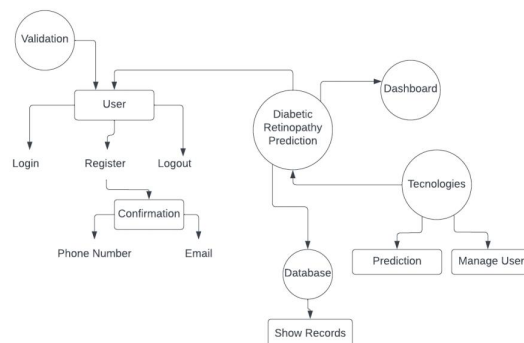 Validation
User
Login
Register
Logout
Confirmation
Phone Number
Email
Diabetic
Retinopathy
Prediction
Dashboard
Tecnologies
Prediction
Manage User
Database
Show Records